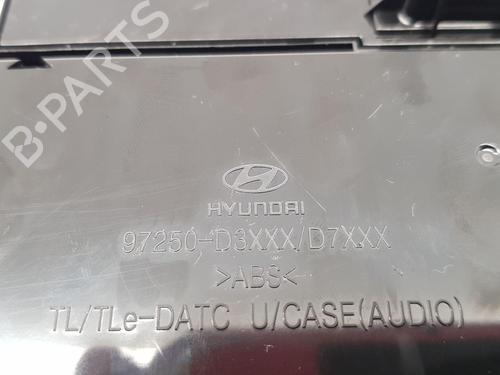 B-PARTS
HYUNDAI
97250-D3XXX/D7XXX
>ABS<
TL/TLe-DATC U/CASE(AUDIO)